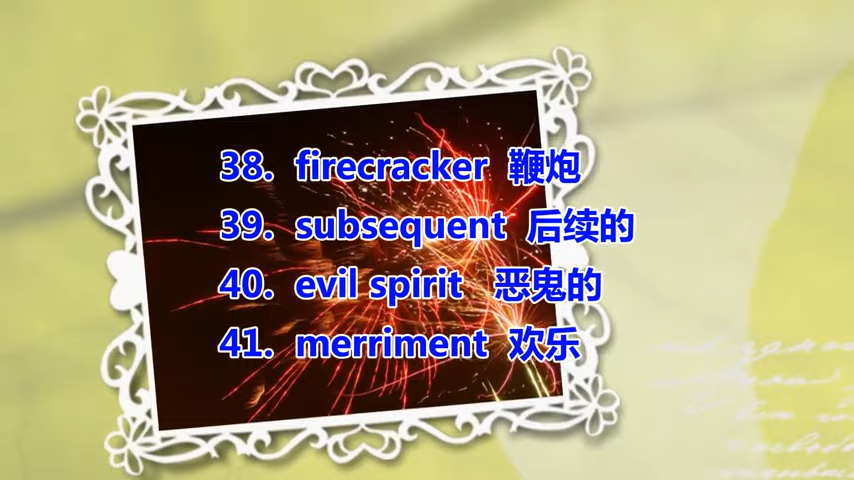 38. firecracker 鞭炮
39. subsequent 后续的
40. evil spirit 恶鬼的
41. merriment 欢乐